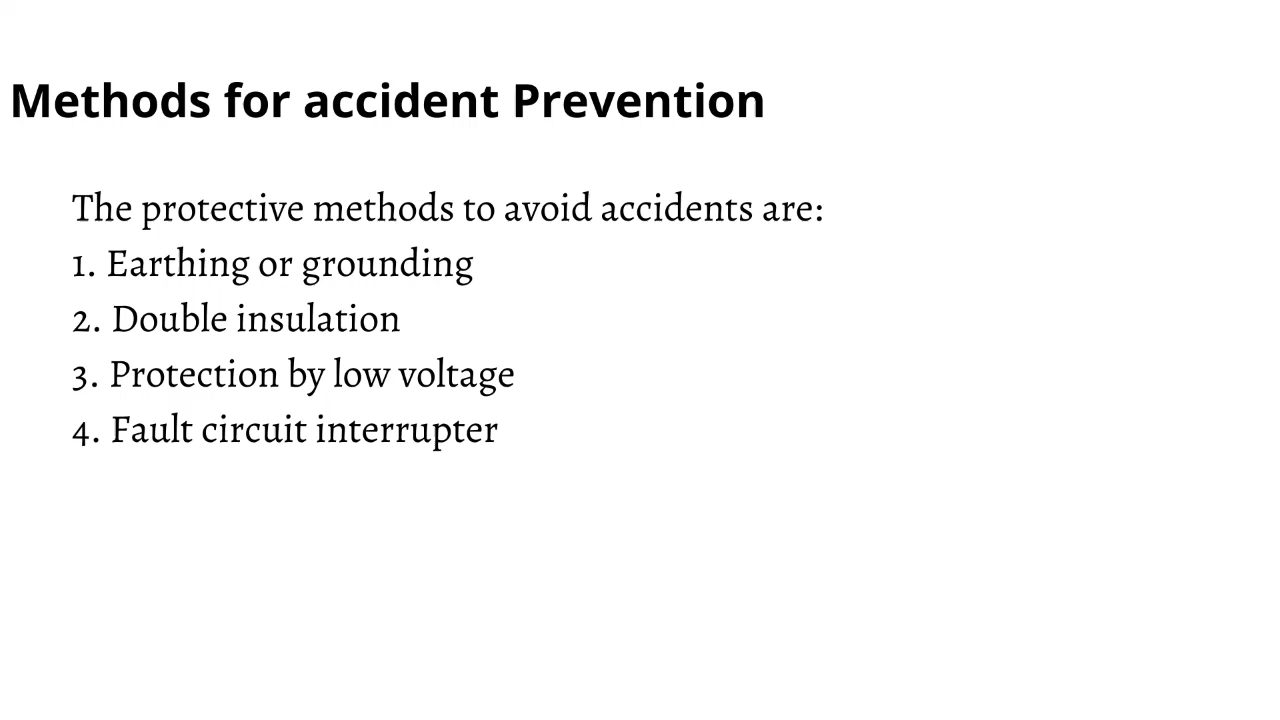 Methods for accident Prevention
The protective methods to avoid accidents are:
1. Earthing or grounding
2. Double insulation
3. Protection by low voltage
4. Fault circuit interrupter